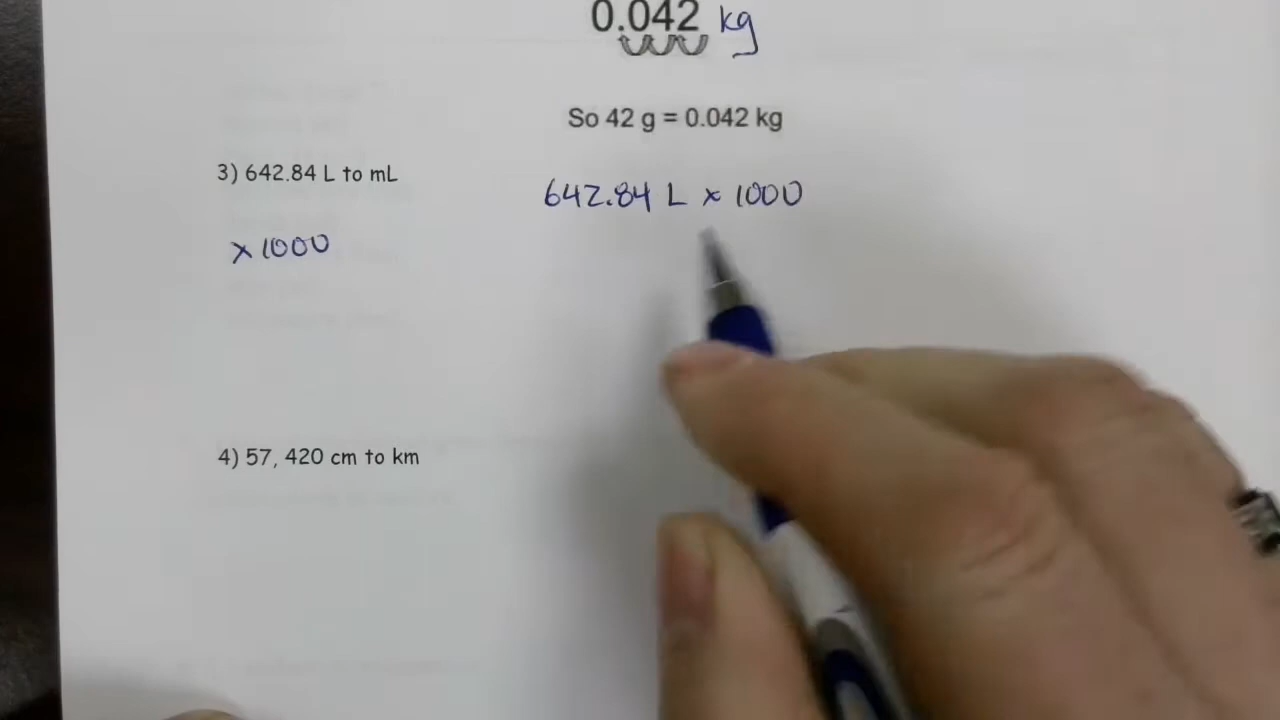 0.042 kg
So 42 g = 0.042 kg
3) 642.84 L to mL
642.84 L x 1000
x 1000
4) 57, 420 cm to km